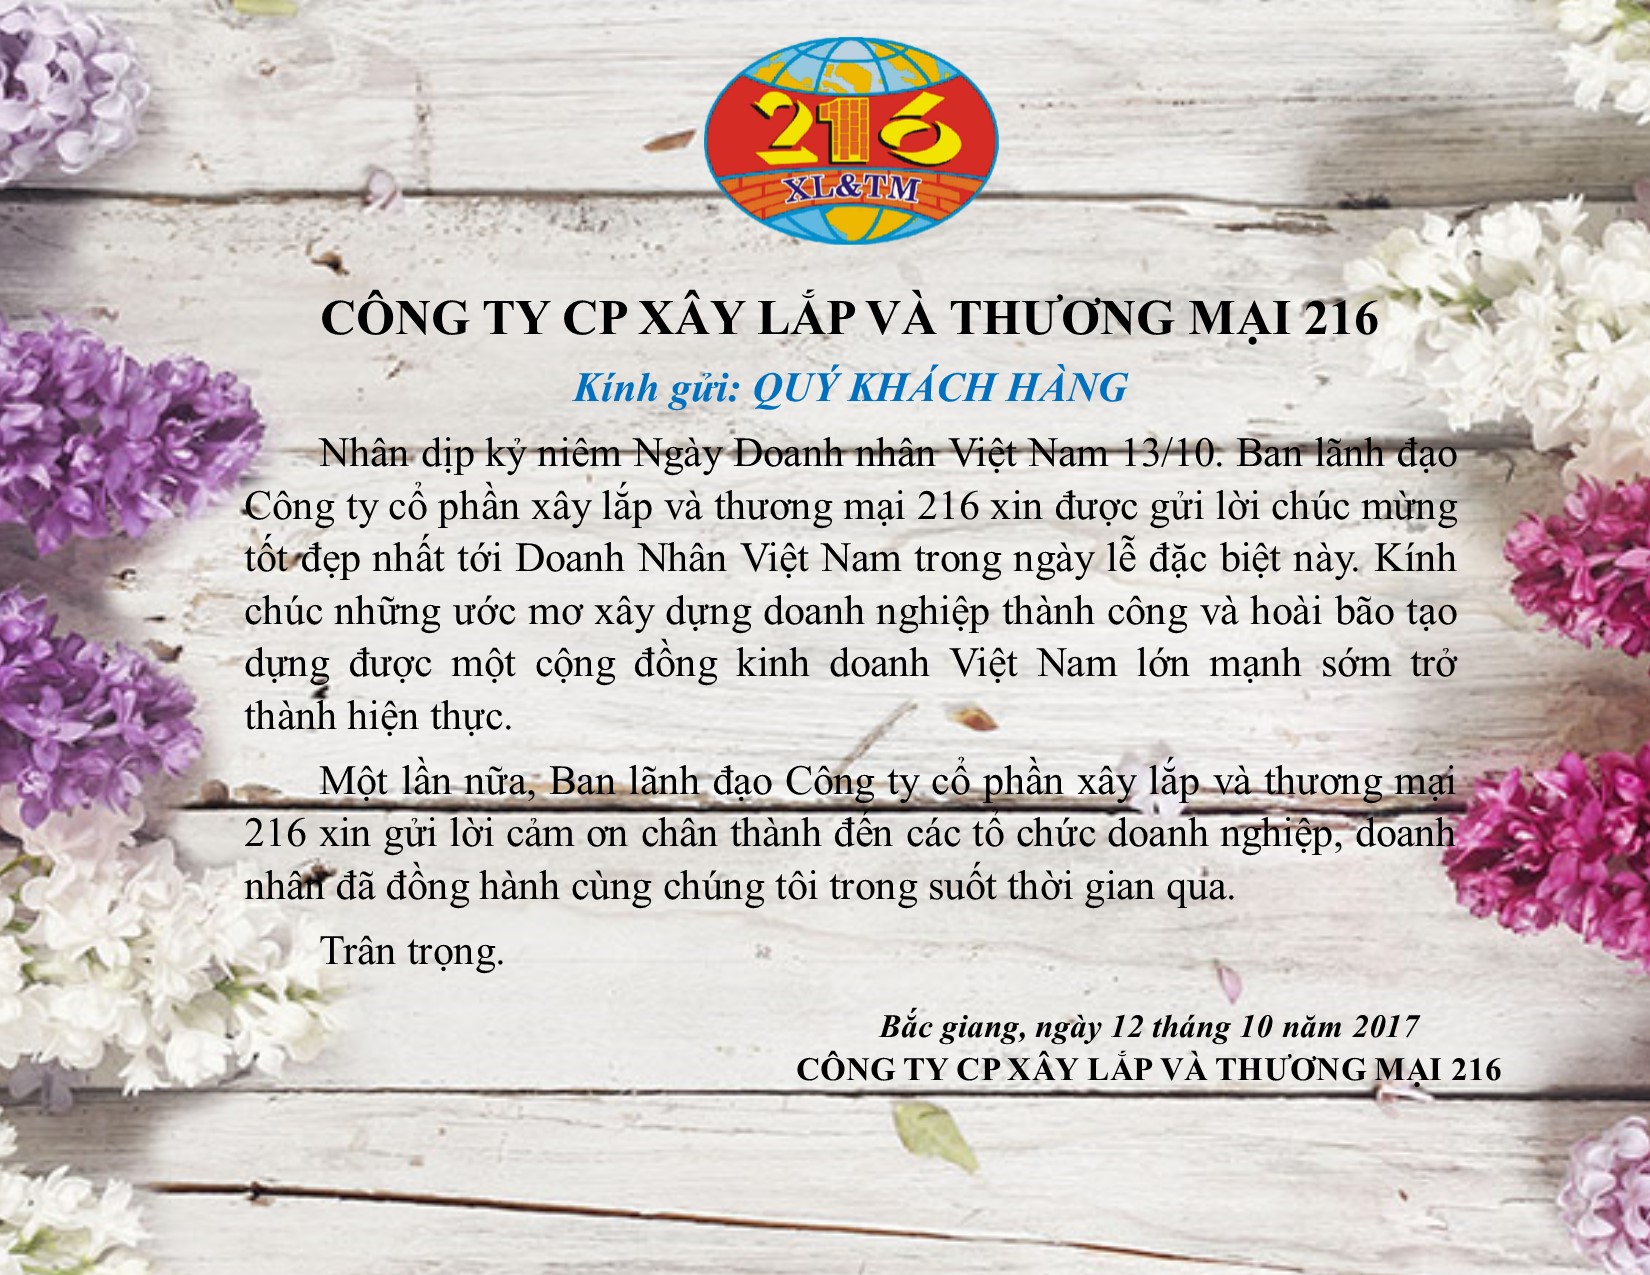 216
XL&TM
CÔNG TY CP XÂY LẮP VÀ THƯƠNG MẠI 216
Kính gửi: QUÝ KHÁCH HÀNG
Nhân dịp kỷ niêm Ngày Doanh nhân Việt Nam 13/10. Ban lãnh đạo
Công ty cổ phần xây lắp và thương mại 216 xin được gửi lời chúc mừng
tốt đẹp nhất tới Doanh Nhân Việt Nam trong ngày lễ đặc biệt này. Kính
chúc những ước mơ xây dựng doanh nghiệp thành công và hoài bão tạo
dựng được một cộng đồng kinh doanh Việt Nam lớn mạnh sớm trở
thành hiện thực.
Một lần nữa, Ban lãnh đạo Công ty cổ phần xây lắp và thương mại
216 xin gửi lời cảm ơn chân thành đến các tổ chức doanh nghiệp, doanh
nhân đã đồng hành cùng chúng tôi trong suốt thời gian qua.
Trân trọng.
Bắc giang, ngày 12 tháng 10 năm 2017
CÔNG TY CP XÂY LẮP VÀ THƯƠNG MẠI 216